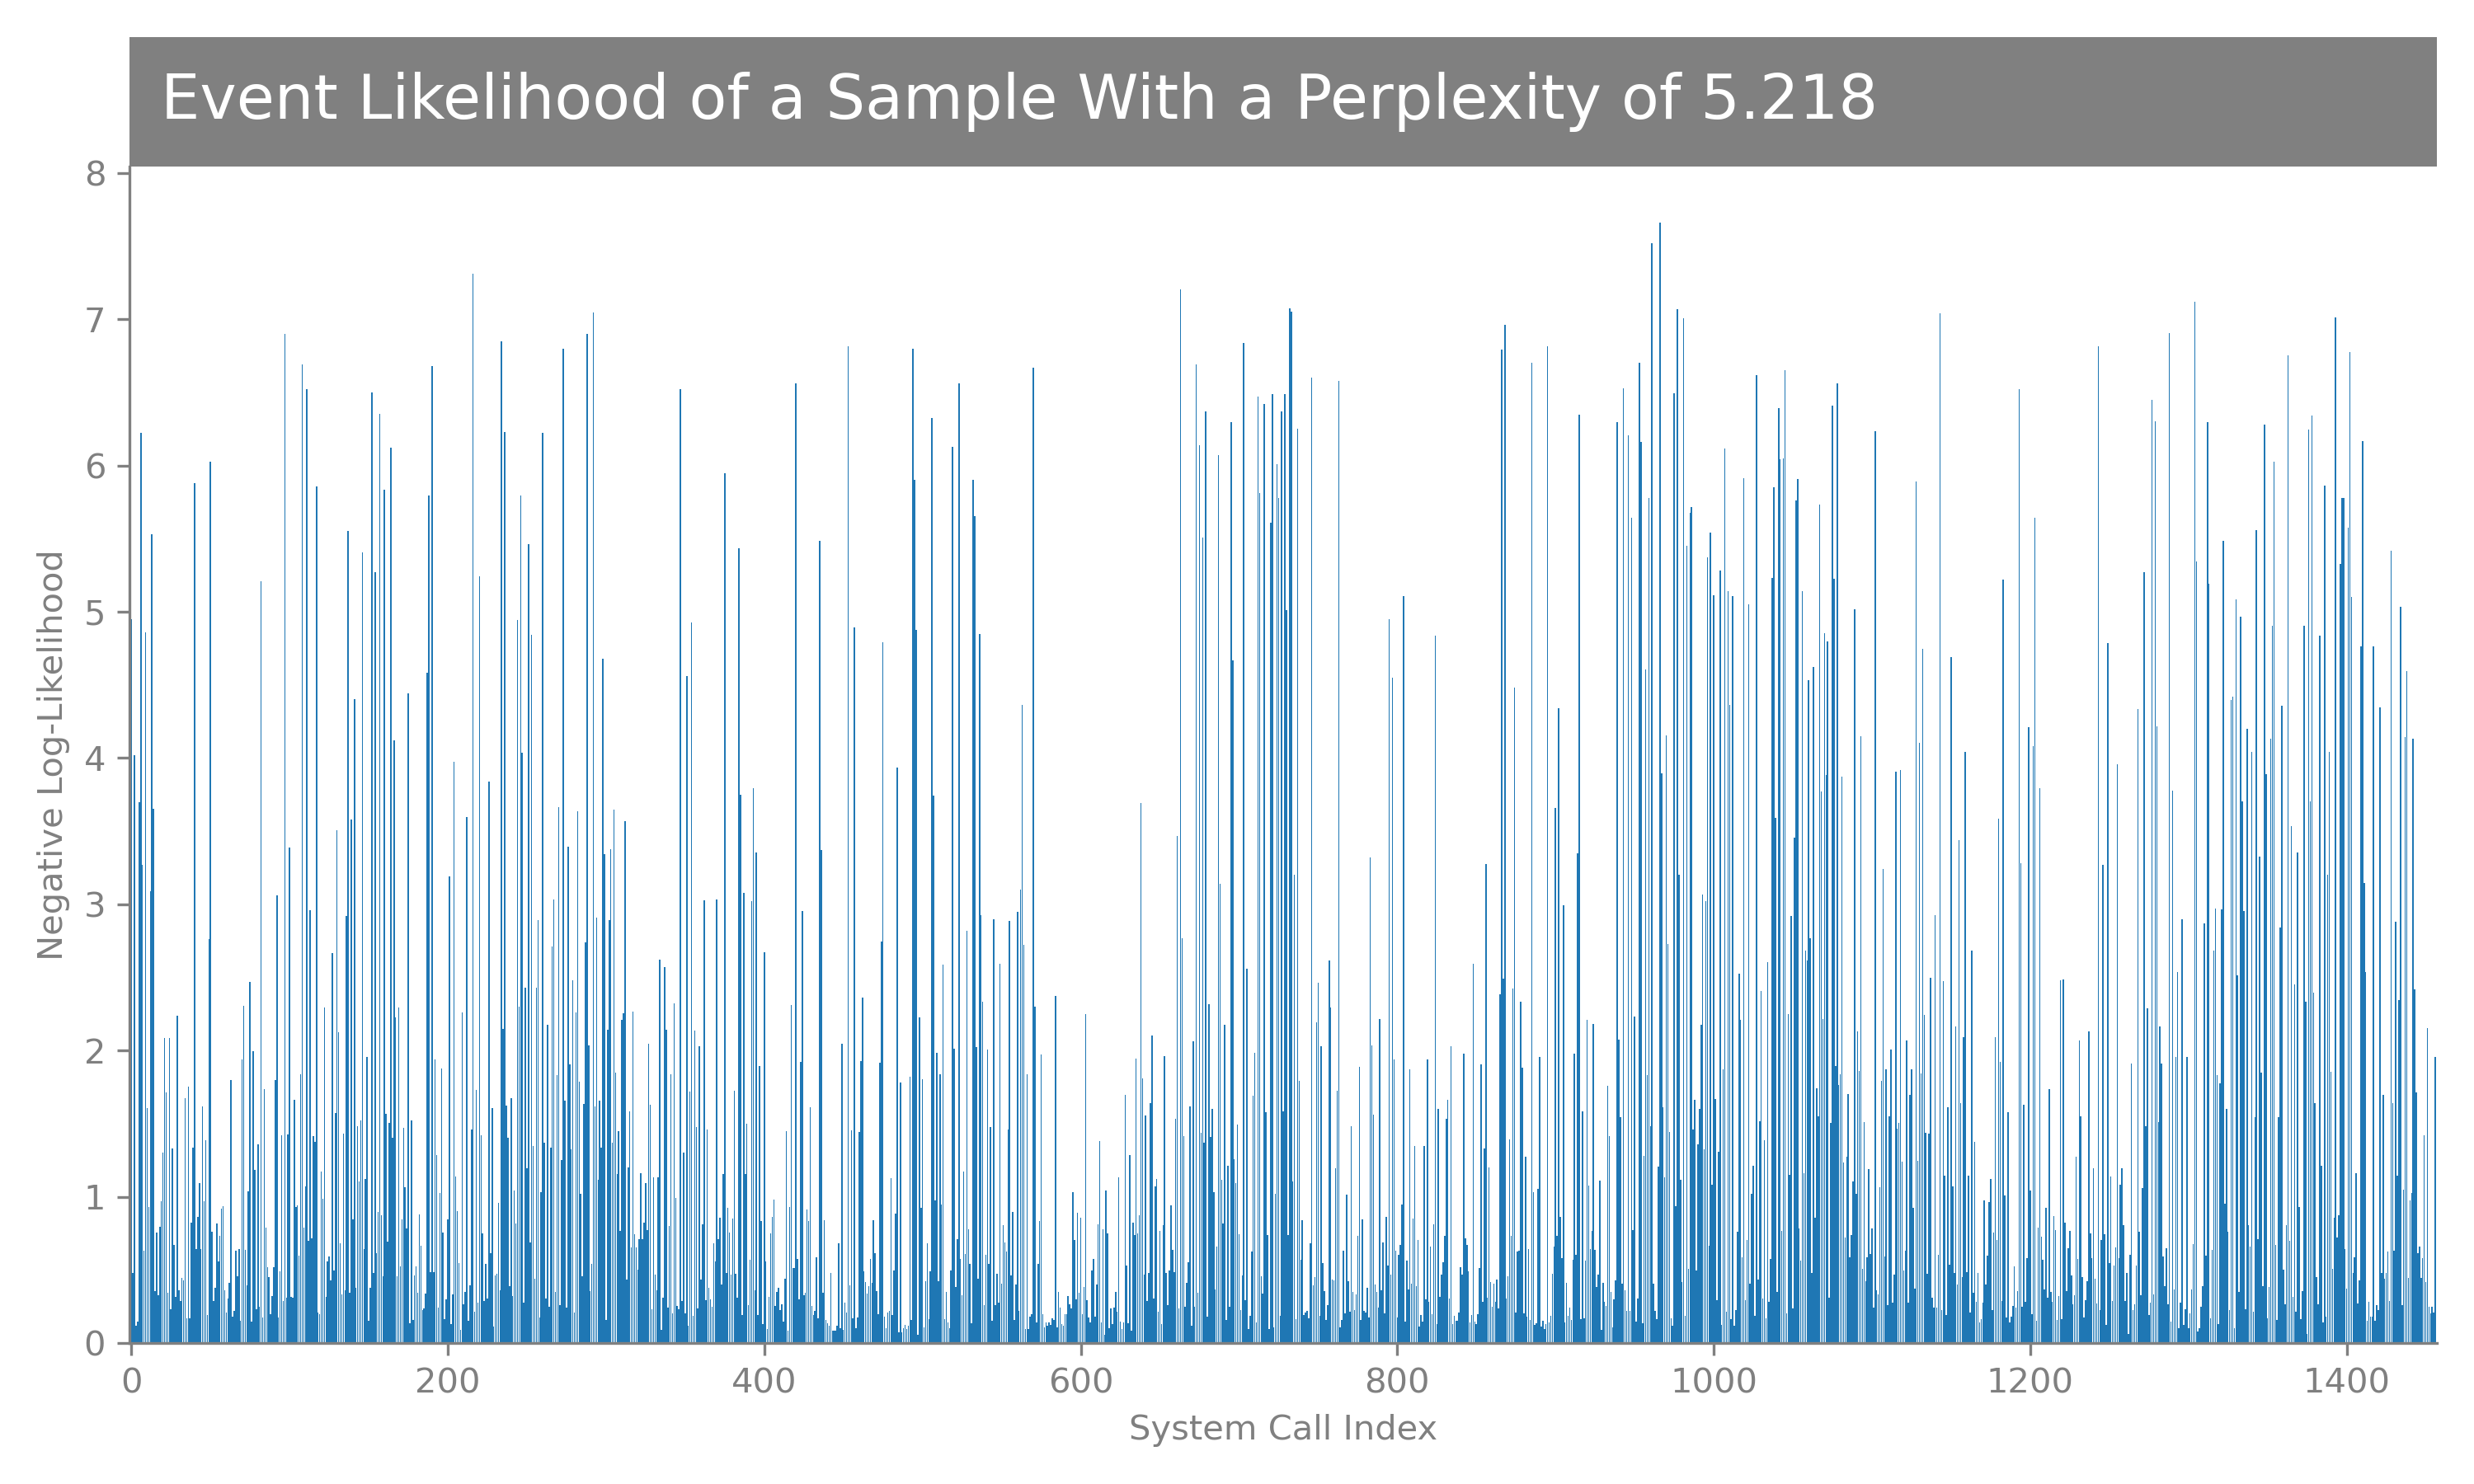 Event Likelihood of a Sample With a Perplexity of 5.218
8
7
6
5
4
3
2
1
0
Negative Log-Likelihood
0 200 400 600 800 1000 1200 1400
System Call Index